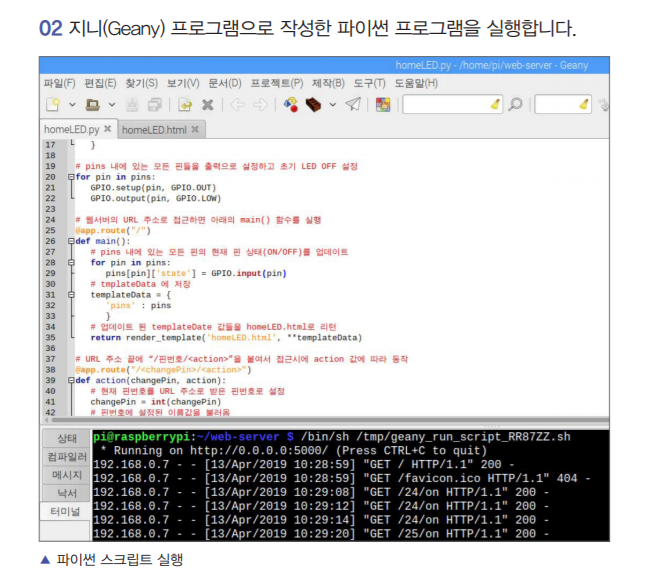 02 지니(Geany) 프로그램으로 작성한 파이썬 프로그램을 실행합니다.
homeLED.py - /home/pi/web-server - Geany
파일(F) 편집(E) 찾기(S) 보기(V) 문서(D) 프로젝트(P) 제작(B) 도구(T) 도움말(H)
homeLED.py ✖ homeLED.html ✖
17 }
18
19 # pins 내에 있는 모든 핀들을 출력으로 설정하고 초기 LED OFF 설정
20 for pin in pins:
21 GPIO.setup(pin, GPIO.OUT)
22 GPIO.output(pin, GPIO.LOW)
23
24 # 웹서버의 URL 주소로 접근하면 아래의 main() 함수를 실행
25 @app.route("/")
26 def main():
27 # pins 내에 있는 모든 핀의 현재 핀 상태(ON/OFF)를 업데이트
28 for pin in pins:
29 pins[pin]['state'] = GPIO.input(pin)
30 # tmplateData 에 저장
31 templateData = {
32 'pins' : pins
33 }
34 # 업데이트 된 templateDate 값들을 homeLED.html로 리턴
35 return render_template('homeLED.html', **templateData)
36
37 # URL 주소 끝에 “/핀번호/<action>”을 붙여서 접근시에 action 값에 따라 동작
38 @app.route("/<changePin>/<action>")
39 def action(changePin, action):
40 # 현재 핀번호를 URL 주소로 받은 핀번호로 설정
41 changePin = int(changePin)
42 # 핀번호에 설정된 이름값을 불러옴
상태 pi@raspberrypi:~/web-server $ /bin/sh /tmp/geany_run_script_RR87ZZ.sh
컴파일러 * Running on http://0.0.0.0:5000/ (Press CTRL+C to quit)
192.168.0.7 - - [13/Apr/2019 10:28:59] "GET / HTTP/1.1" 200 -
메시지 192.168.0.7 - - [13/Apr/2019 10:28:59] "GET /favicon.ico HTTP/1.1" 404 -
낙서 192.168.0.7 - - [13/Apr/2019 10:29:08] "GET /24/on HTTP/1.1" 200 -
터미널 192.168.0.7 - - [13/Apr/2019 10:29:12] "GET /24/on HTTP/1.1" 200 -
192.168.0.7 - - [13/Apr/2019 10:29:14] "GET /24/on HTTP/1.1" 200 -
192.168.0.7 - - [13/Apr/2019 10:29:20] "GET /25/on HTTP/1.1" 200 -
▲ 파이썬 스크립트 실행